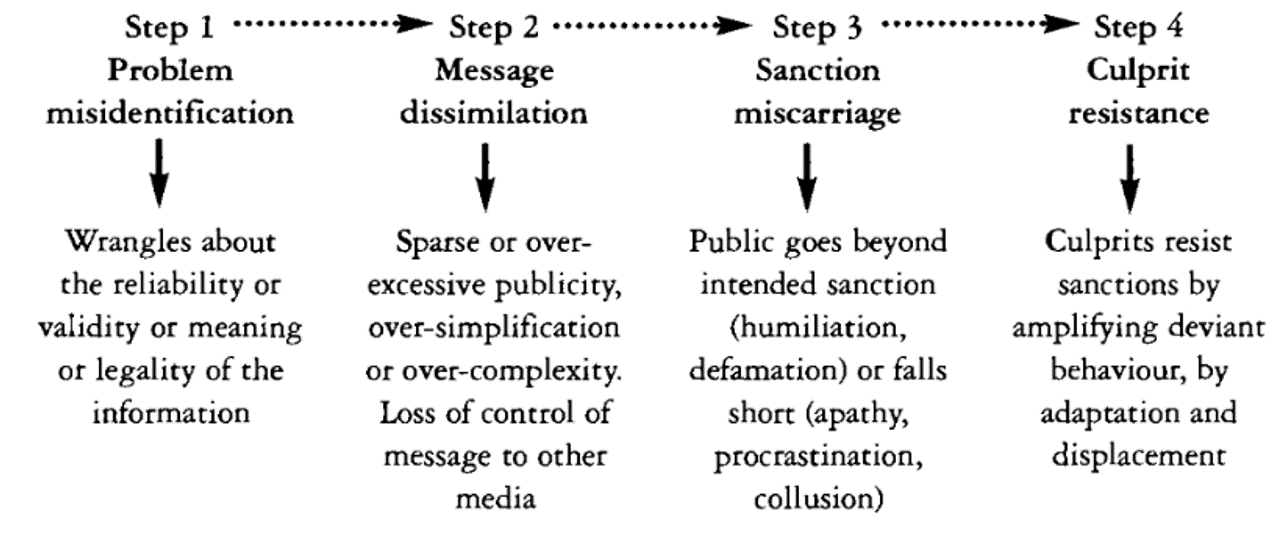 Step 1 Step 2 Step 3 Step 4
Problem Message Sanction Culprit
misidentification dissimilation miscarriage resistance
Wrangles about
the reliability or
validity or meaning
or legality of the
information
Sparse or over-
excessive publicity,
over-simplification
or over-complexity.
Loss of control of
message to other
media
Public goes beyond
intended sanction
(humiliation,
defamation) or falls
short (apathy,
procrastination,
collusion)
Culprits resist
sanctions by
amplifying deviant
behaviour, by
adaptation and
displacement